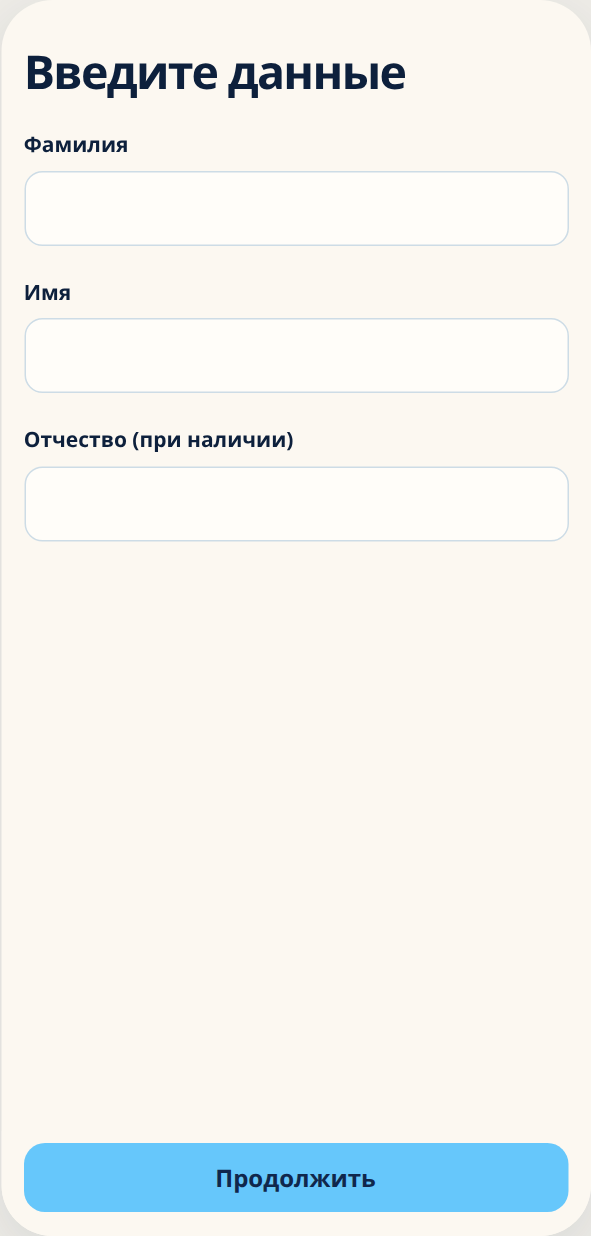 Введите данные
Фамилия
Имя
Отчество (при наличии)
Продолжить